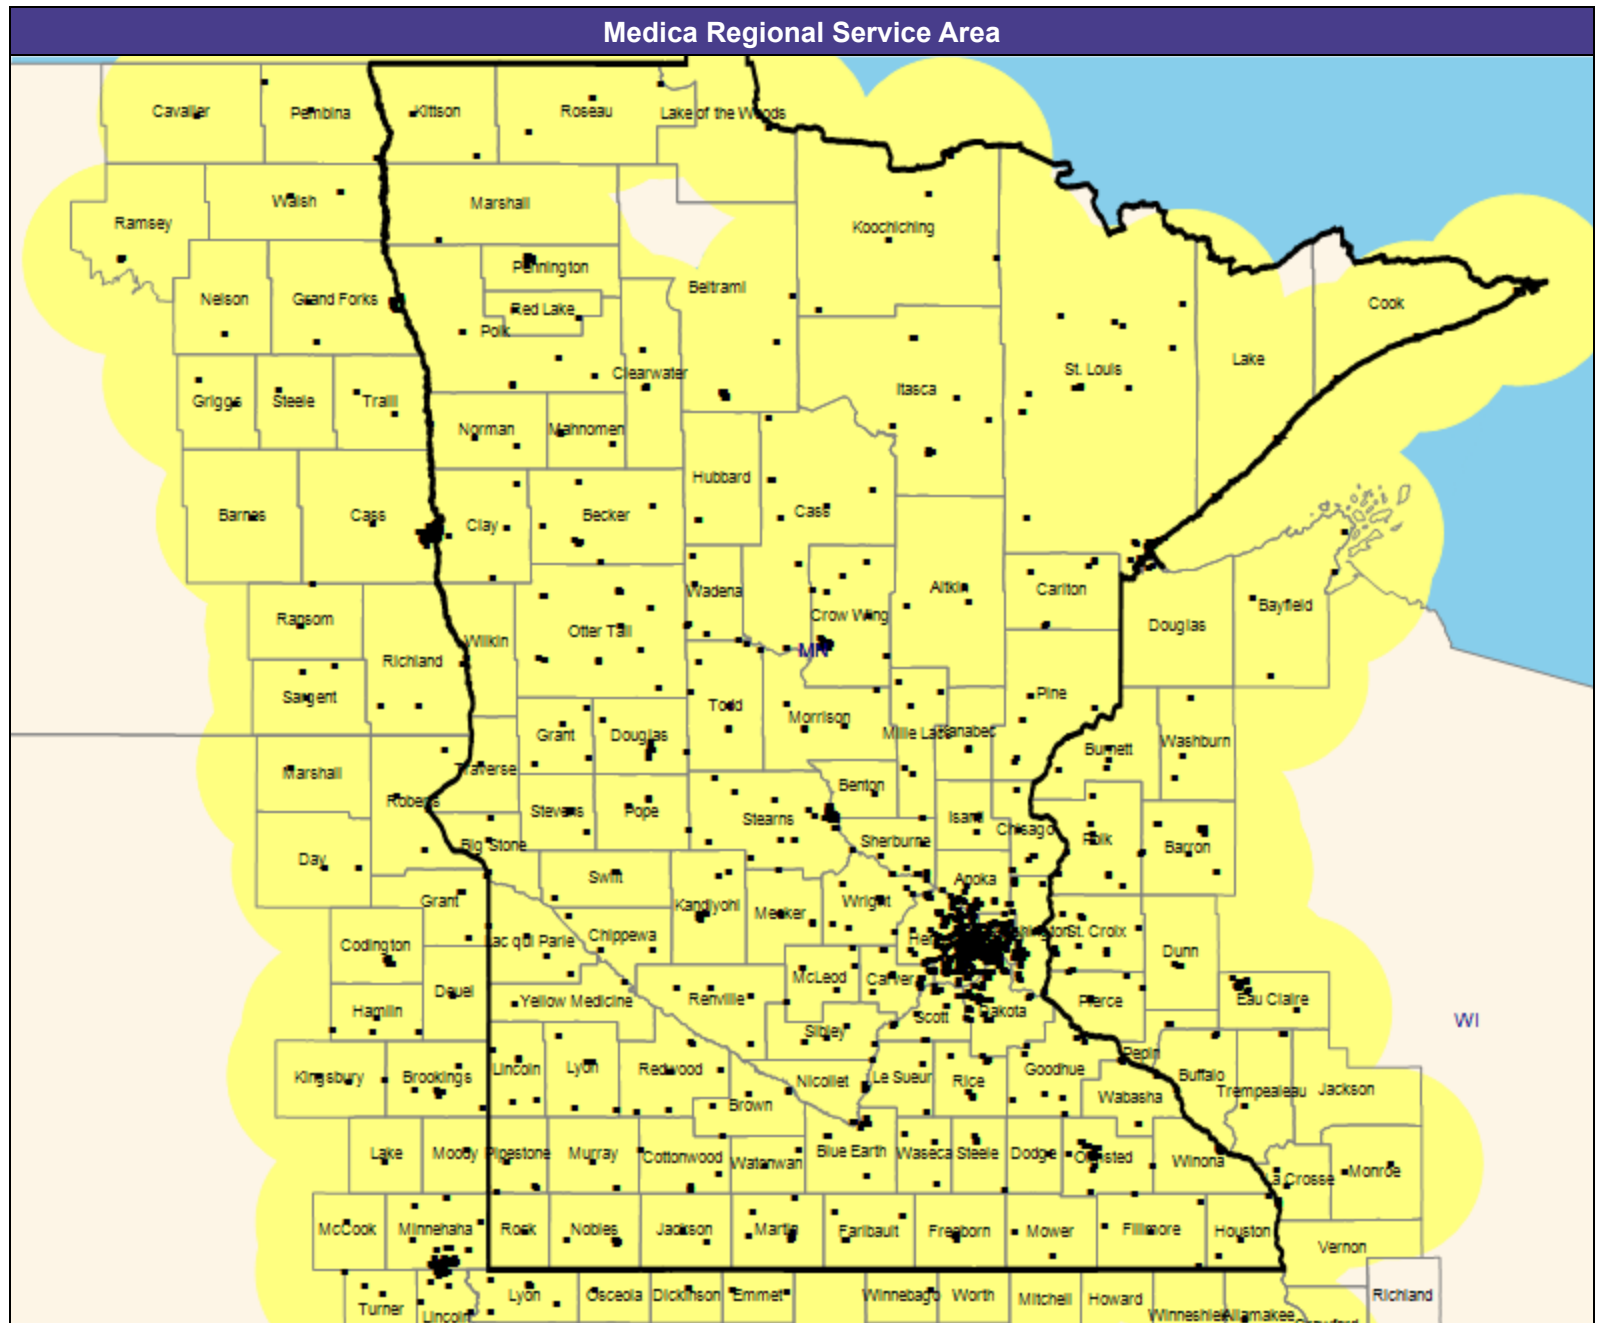 Medica Regional Service Area
Cavalier
Pembina
Kittson
Roseau
Lake of the Woods
Ramsey
Walsh
Marshall
Koochiching
Nelson
Grand Forks
Pennington
Red Lake
Polk
Beltrami
Clearwater
Itasca
St. Louis
Lake
Cook
Griggs
Steele
Traill
Norman
Mahnomen
Hubbard
Cass
Barnes
Cass
Clay
Becker
Wadena
Crow Wing
Aitkin
Carlton
Douglas
Bayfield
Ransom
Richland
Wilkin
Otter Tail
MN
Sargent
Todd
Morrison
Pine
Mille Lacs
Kanabec
Burnett
Washburn
Grant
Douglas
Marshall
Roberts
Traverse
Stevens
Pope
Stearns
Benton
Isanti
Chisago
Polk
Barron
Day
Big Stone
Sherburne
Swift
Anoka
Grant
Kandiyohi
Meeker
Wright
Codington
Lac qui Parle
Chippewa
St. Croix
Dunn
Deuel
McLeod
Carver
Hamlin
Yellow Medicine
Renville
Scott
Dakota
Pierce
Eau Claire
Sibley
WI
Kingsbury
Brookings
Lincoln
Lyon
Redwood
Brown
Nicollet
Le Sueur
Rice
Goodhue
Pepin
Wabasha
Buffalo
Trempealeau
Jackson
Lake
Moody
Pipestone
Murray
Cottonwood
Watonwan
Blue Earth
Waseca
Steele
Dodge
Olmsted
Winona
La Crosse
Monroe
McCook
Minnehaha
Rock
Nobles
Jackson
Martin
Faribault
Freeborn
Mower
Fillmore
Houston
Vernon
Turner
Lincoln
Lyon
Osceola
Dickinson
Emmet
Winnebago
Worth
Mitchell
Howard
Winneshiek
Allamakee
Crawford
Richland